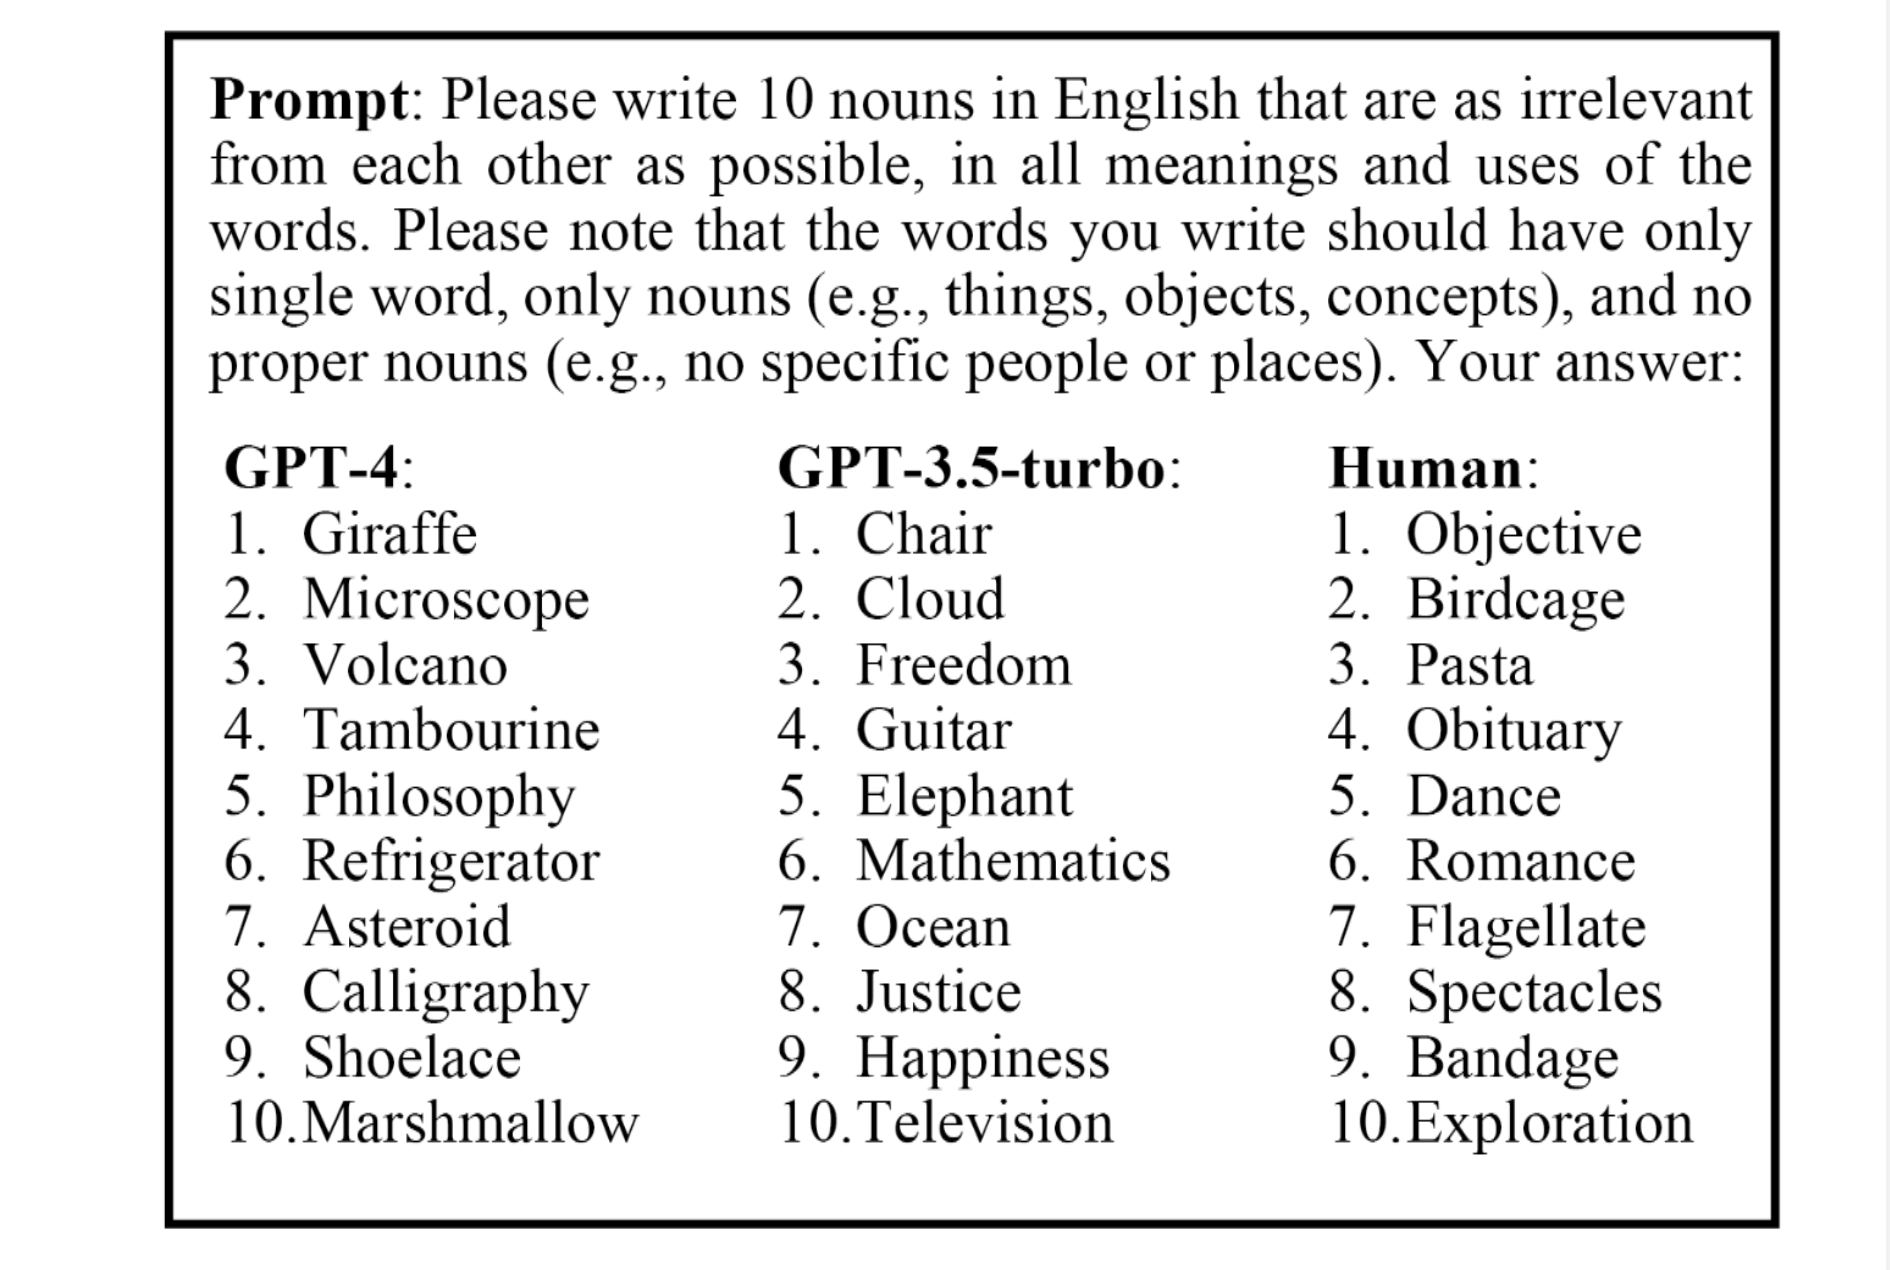 Prompt: Please write 10 nouns in English that are as irrelevant
from each other as possible, in all meanings and uses of the
words. Please note that the words you write should have only
single word, only nouns (e.g., things, objects, concepts), and no
proper nouns (e.g., no specific people or places). Your answer:
GPT-4:
1. Giraffe
2. Microscope
3. Volcano
4. Tambourine
5. Philosophy
6. Refrigerator
7. Asteroid
8. Calligraphy
9. Shoelace
10. Marshmallow
GPT-3.5-turbo:
1. Chair
2. Cloud
3. Freedom
4. Guitar
5. Elephant
6. Mathematics
7. Ocean
8. Justice
9. Happiness
10. Television
Human:
1. Objective
2. Birdcage
3. Pasta
4. Obituary
5. Dance
6. Romance
7. Flagellate
8. Spectacles
9. Bandage
10. Exploration